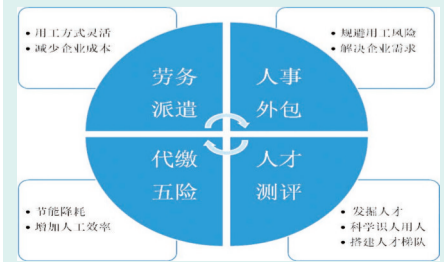 • 用工方式灵活
• 减少企业成本
• 规避用工风险
• 解决企业需求
劳务
派遣
人事
外包
代缴
五险
人才
测评
• 节能降耗
• 增加人工效率
• 发掘人才
• 科学识人用人
• 搭建人才梯队